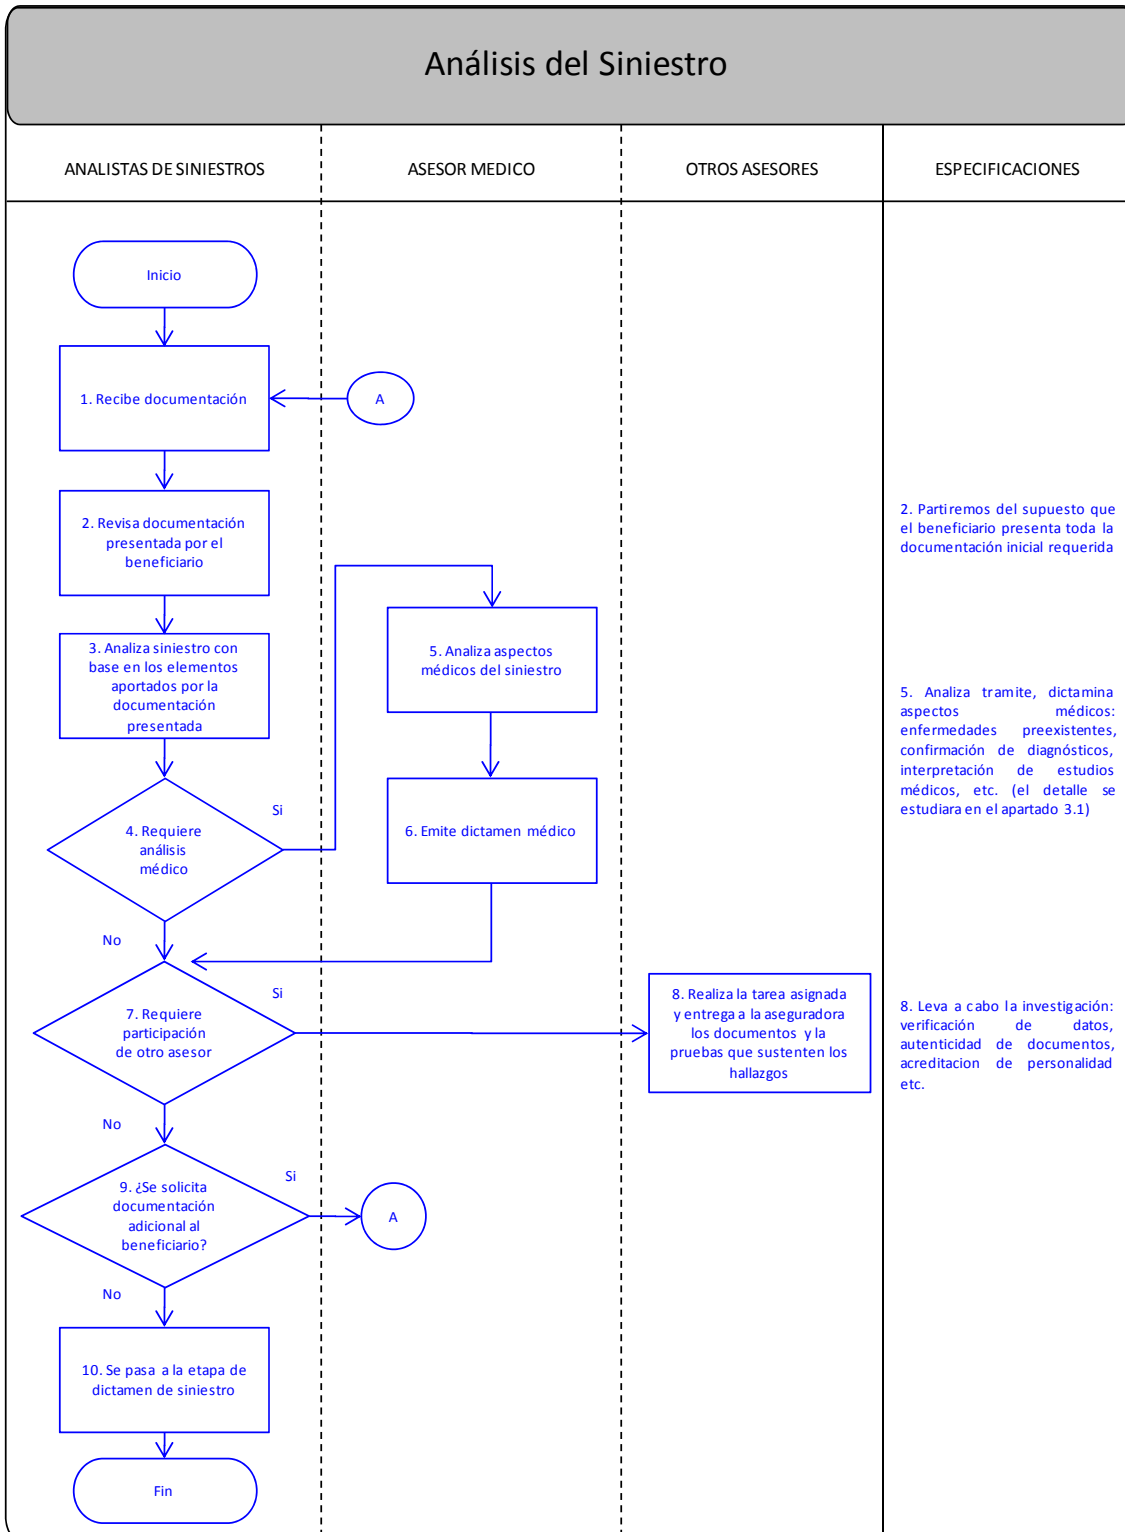 Análisis del Siniestro
ANALISTAS DE SINIESTROS
ASESOR MEDICO
OTROS ASESORES
ESPECIFICACIONES
Inicio
1. Recibe documentación
A
2. Revisa documentación
presentada por el
beneficiario
2. Partiremos del supuesto que
el beneficiario presenta toda la
documentación inicial requerida
3. Analiza siniestro con
base en los elementos
aportados por la
documentación
presentada
5. Analiza aspectos
médicos del siniestro
5. Analiza tramite, dictamina
aspectos médicos:
enfermedades preexistentes,
confirmación de diagnósticos,
interpretación de estudios
médicos, etc. (el detalle se
estudiara en el apartado 3.1)
4. Requiere
análisis
médico
Si
No
6. Emite dictamen médico
7. Requiere
participación
de otro asesor
Si
No
8. Realiza la tarea asignada
y entrega a la aseguradora
los documentos y la
pruebas que sustenten los
hallazgos
8. Leva a cabo la investigación:
verificación de datos,
autenticidad de documentos,
acreditacion de personalidad
etc.
9. ¿Se solicita
documentación
adicional al
beneficiario?
Si
A
No
10. Se pasa a la etapa de
dictamen de siniestro
Fin